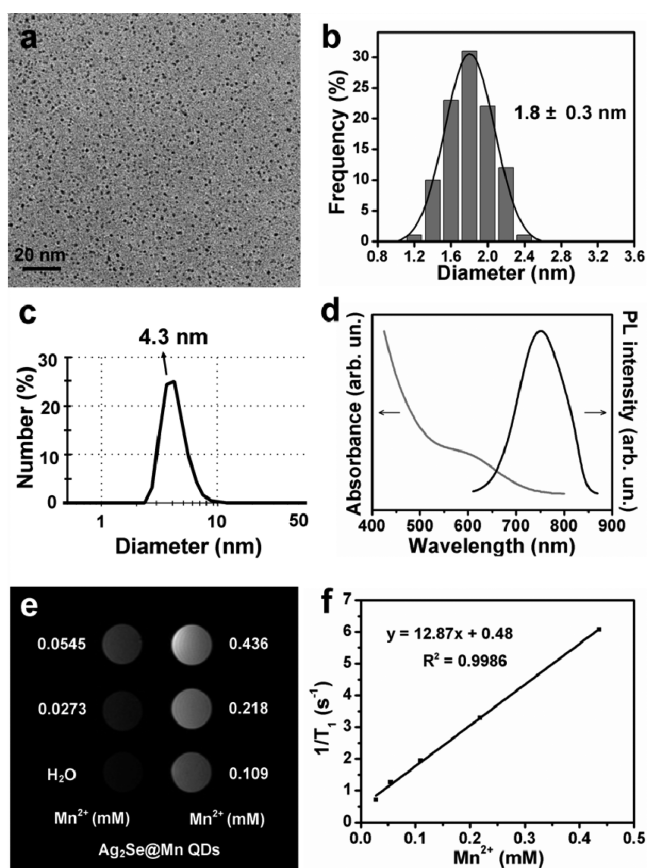 a
20 nm
b
Frequency (%)
30
25
20
15
10
5
0
1.8 ± 0.3 nm
0.8 1.2 1.6 2.0 2.4 2.8 3.2 3.6
Diameter (nm)
c
4.3 nm
Number (%)
30
20
10
0
1 10 50
Diameter (nm)
d
Absorbance (arb. un.)
PL intensity (arb. un.)
400 500 600 700 800 900
Wavelength (nm)
e
0.0545 0.436
0.0273 0.218
H₂O 0.109
Mn²⁺ (mM) Mn²⁺ (mM)
Ag₂Se@Mn QDs
f
1/T₁ (s⁻¹)
7
6
5
4
3
2
1
0
y = 12.87x + 0.48
R² = 0.9986
0.0 0.1 0.2 0.3 0.4 0.5
Mn²⁺ (mM)